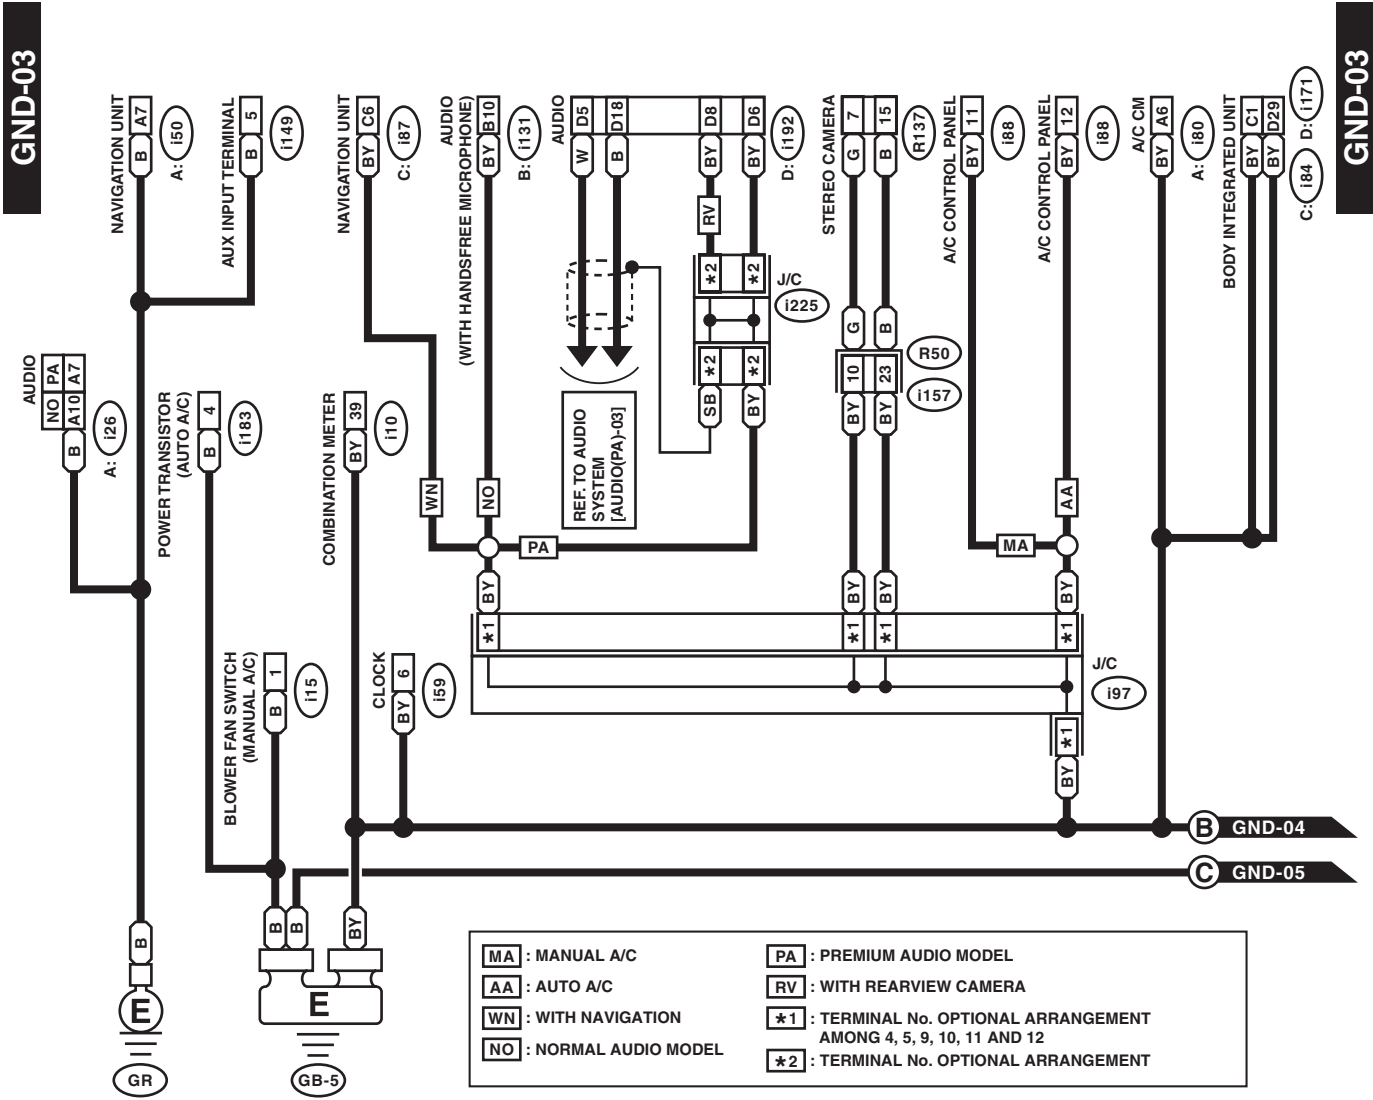 GND-03
GND-03
NAVIGATION UNIT
A7
B
A: i50
AUX INPUT TERMINAL
5
B
i149
NAVIGATION UNIT
C6
BY
C: i87
AUDIO
(WITH HANDSFREE MICROPHONE)
B10
BY
B: i131
AUDIO
D5
D18
D8
D6
W
B
BY
BY
D: i192
STEREO CAMERA
7
15
G
B
R137
A/C CONTROL PANEL
11
BY
i88
A/C CONTROL PANEL
12
BY
i88
A/C CM
A6
BY
A: i80
BODY INTEGRATED UNIT
C1
D29
BY
BY
C: i84
D: i171
RV
*2
*2
J/C
i225
*2
*2
SB
BY
G
B
10
23
R50
i157
BY
BY
AUDIO
NO
PA
A10
A7
B
A: i26
POWER TRANSISTOR
(AUTO A/C)
4
B
i183
COMBINATION METER
39
BY
i10
REF. TO AUDIO
SYSTEM
[AUDIO(PA)-03]
WN
NO
PA
AA
MA
BY
BY
BY
BY
*1
*1
*1
*1
J/C
i97
*1
BY
BLOWER FAN SWITCH
(MANUAL A/C)
1
B
i15
CLOCK
6
BY
i59
B GND-04
C GND-05
B
B
B
BY
E
E
GR
GB-5
MA : MANUAL A/C
AA : AUTO A/C
WN : WITH NAVIGATION
NO : NORMAL AUDIO MODEL
PA : PREMIUM AUDIO MODEL
RV : WITH REARVIEW CAMERA
*1 : TERMINAL No. OPTIONAL ARRANGEMENT
AMONG 4, 5, 9, 10, 11 AND 12
*2 : TERMINAL No. OPTIONAL ARRANGEMENT